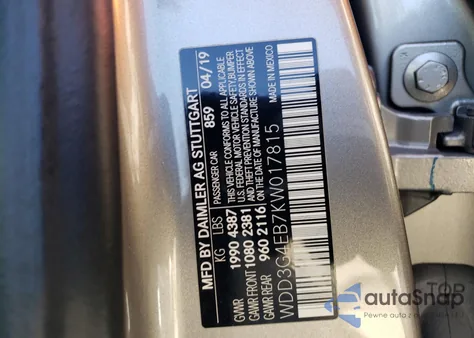 MFD BY DAIMLER AG STUTTGART
PASSENGER CAR 859 04/19
KG LBS THIS VEHICLE CONFORMS TO ALL APPLICABLE
GVWR 1990 4387 U.S. FEDERAL MOTOR VEHICLE SAFETY, BUMPER
GAWR FRONT 1080 2381 AND THEFT PREVENTION STANDARDS IN EFFECT
GAWR REAR 960 2116 ON THE DATE OF MANUFACTURE SHOWN ABOVE
WDD3G4EB7KW017815 MADE IN MEXICO
TOP
autoSnap